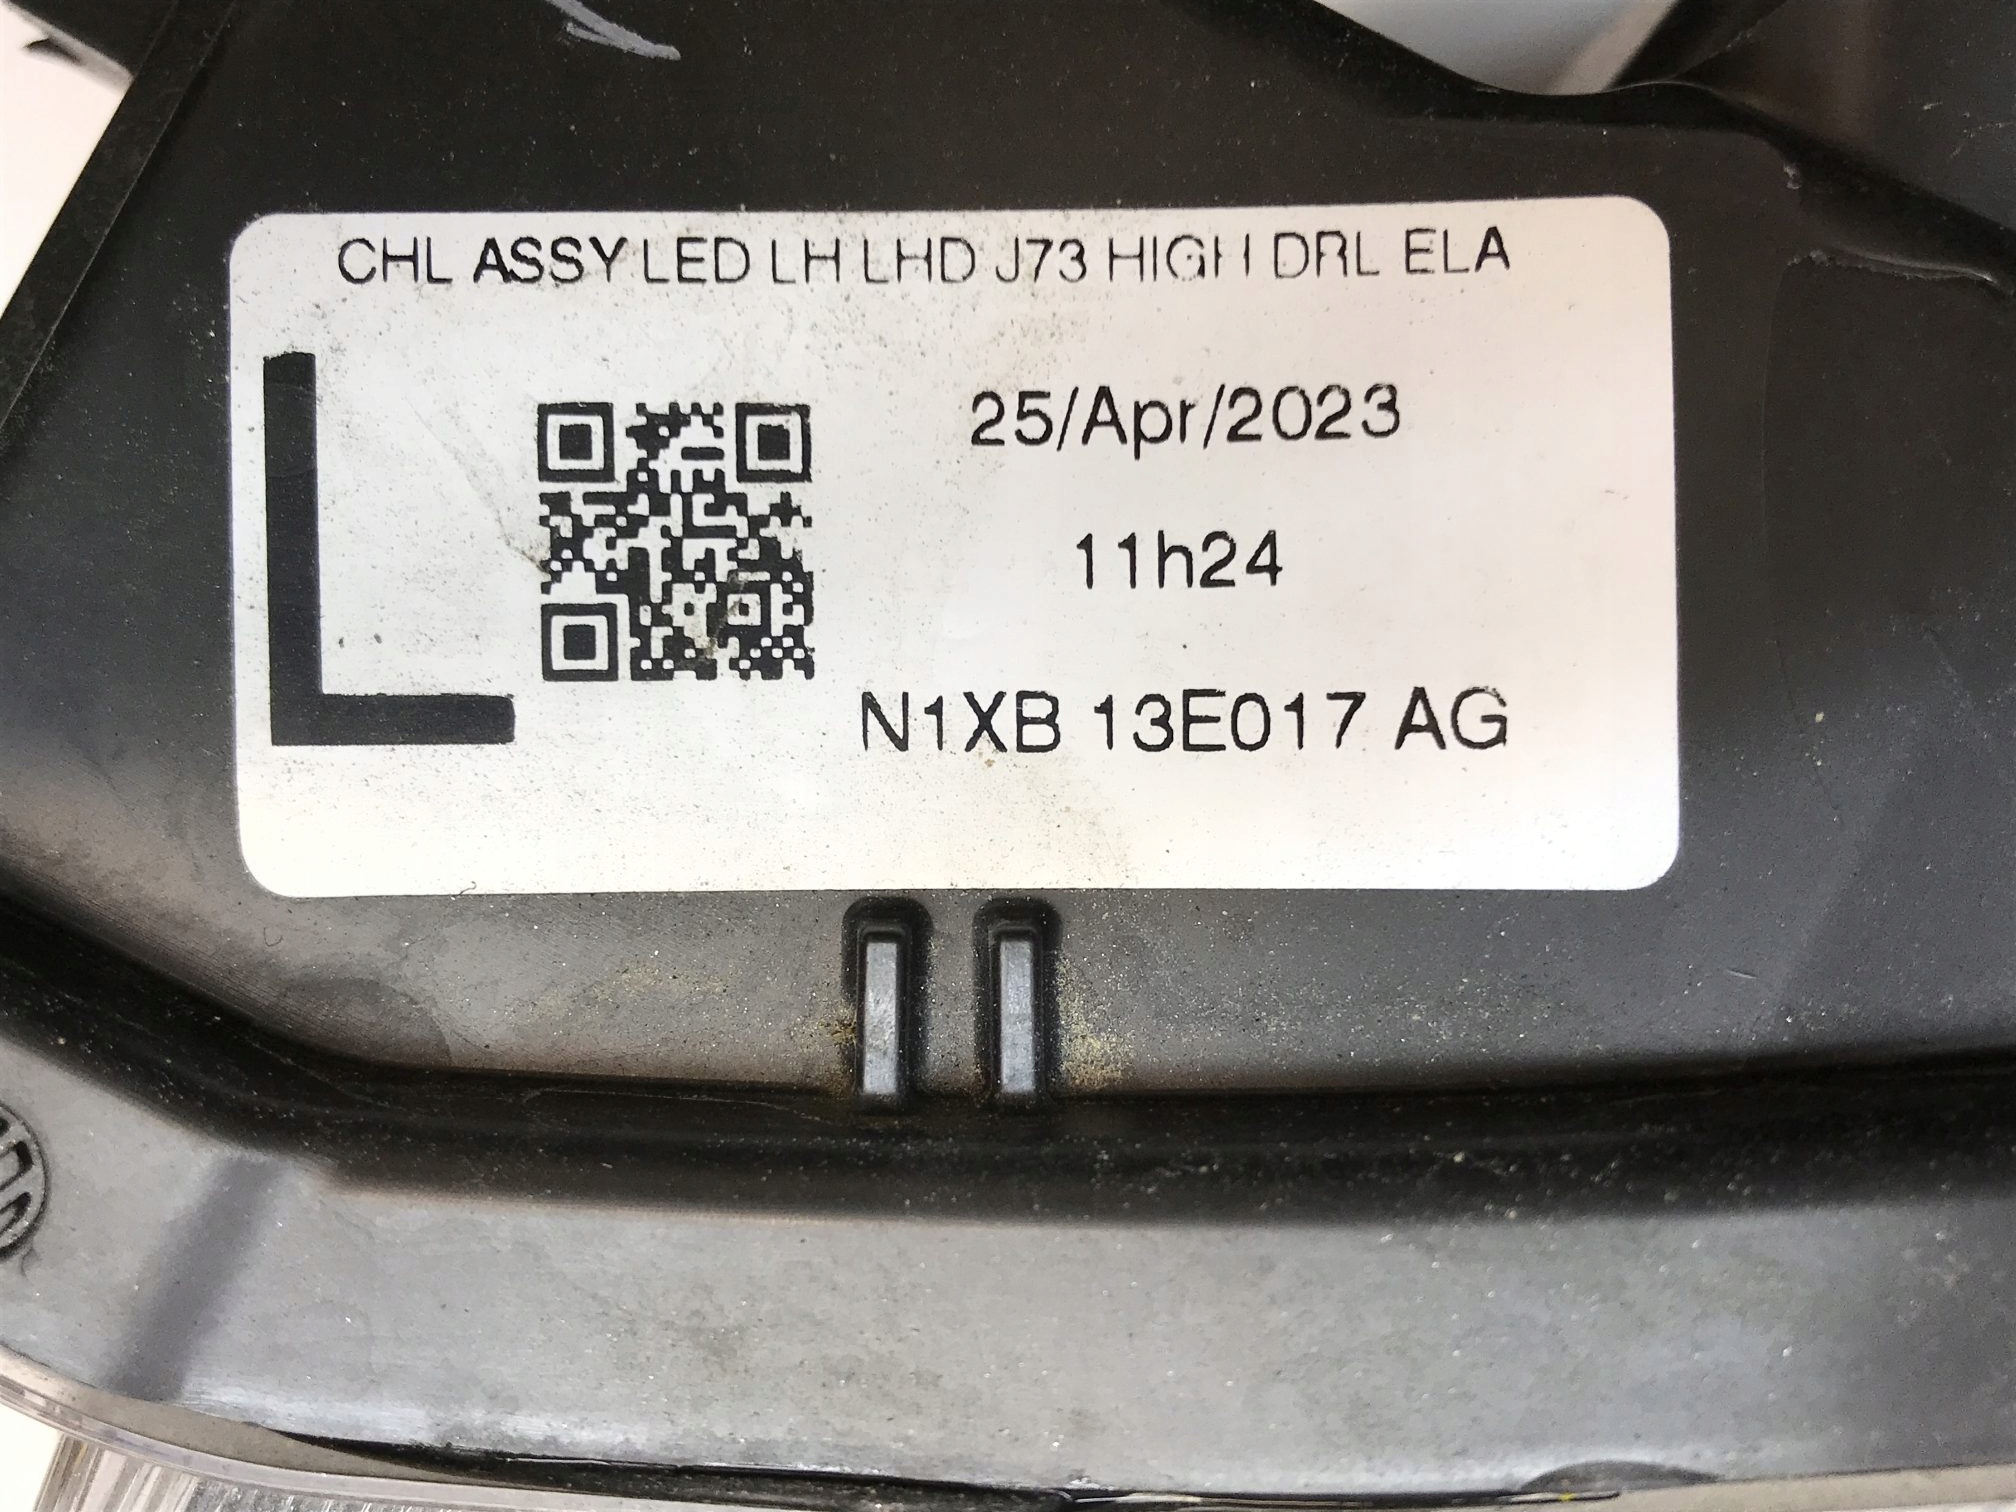 CHL ASSY LED LH LHD J73 HIGH DRL ELA
L
25/Apr/2023
11h24
N1XB 13E017 AG